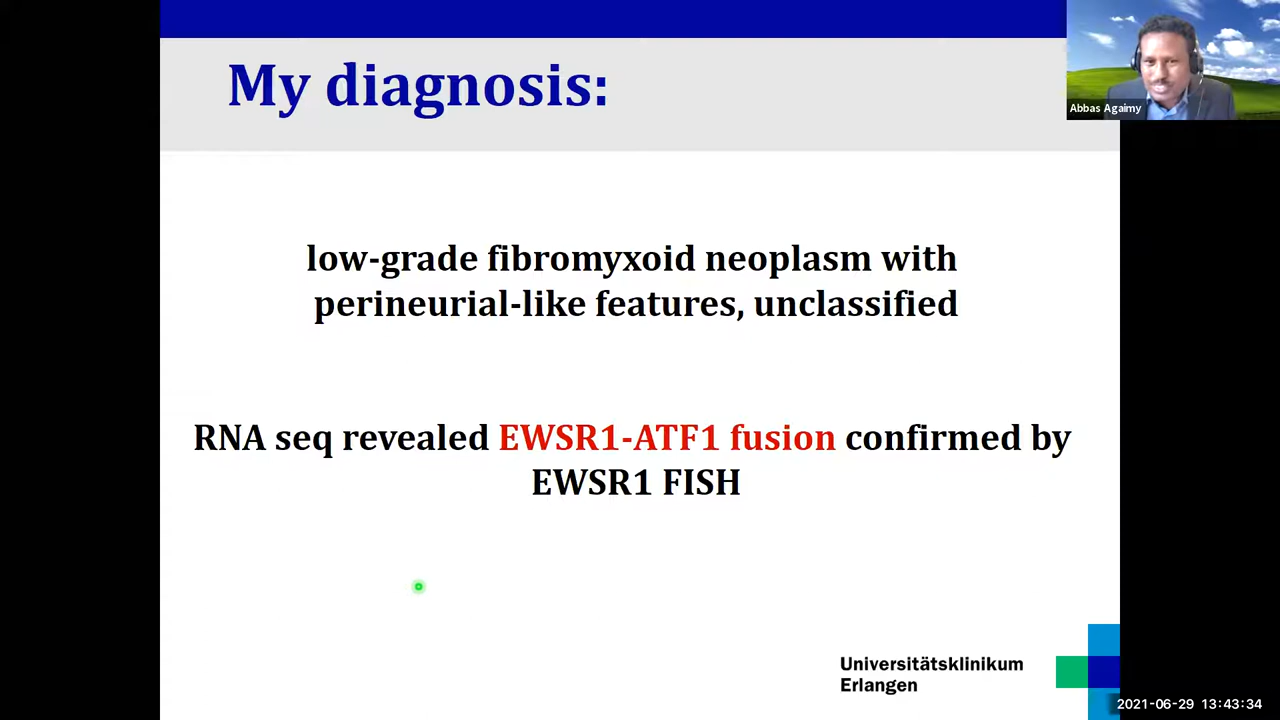 My diagnosis:
Abbas Agaimy
low-grade fibromyxoid neoplasm with
perineurial-like features, unclassified
RNA seq revealed EWSR1-ATF1 fusion confirmed by
EWSR1 FISH
Universitätsklinikum
Erlangen
2021-06-29 13:43:34